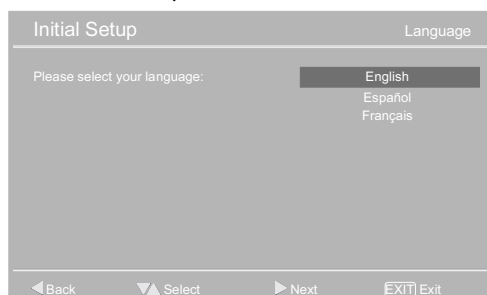 Initial Setup Language
Please select your language: English
Español
Français
Back Select Next EXIT Exit